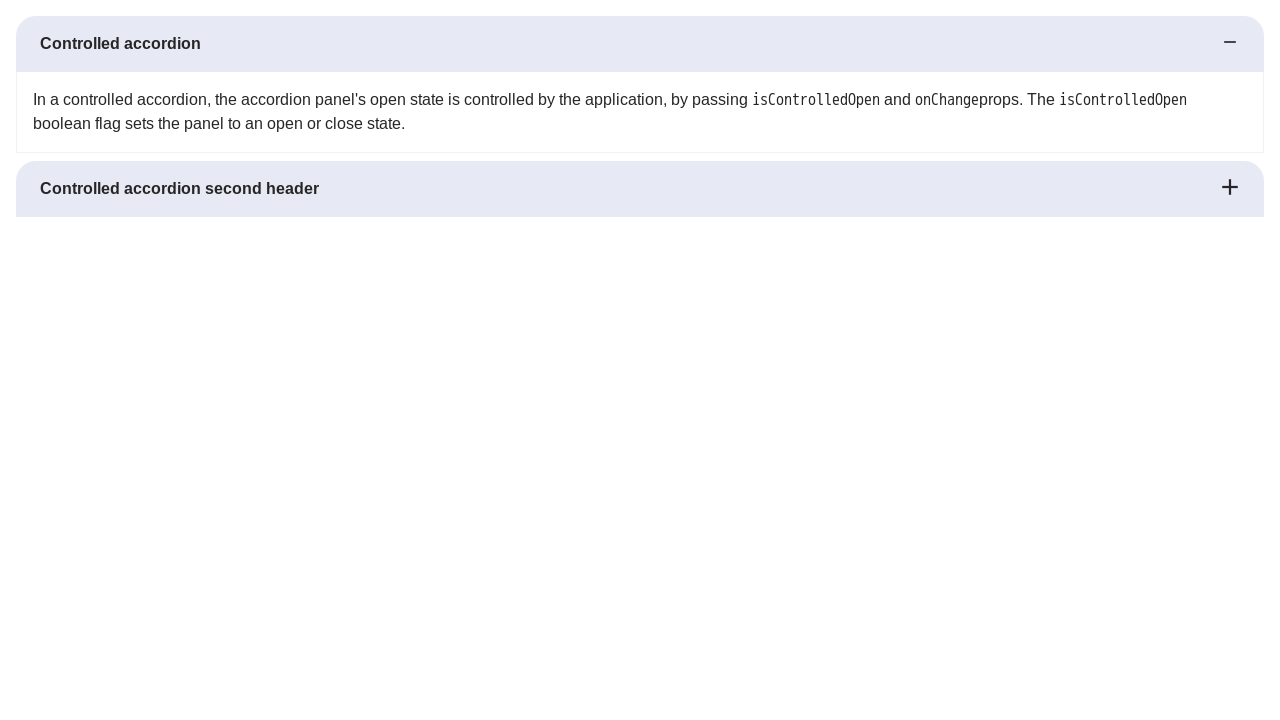 Controlled accordion
In a controlled accordion, the accordion panel's open state is controlled by the application, by passing isControlledOpen and onChangeprops. The isControlledOpen
boolean flag sets the panel to an open or close state.
Controlled accordion second header